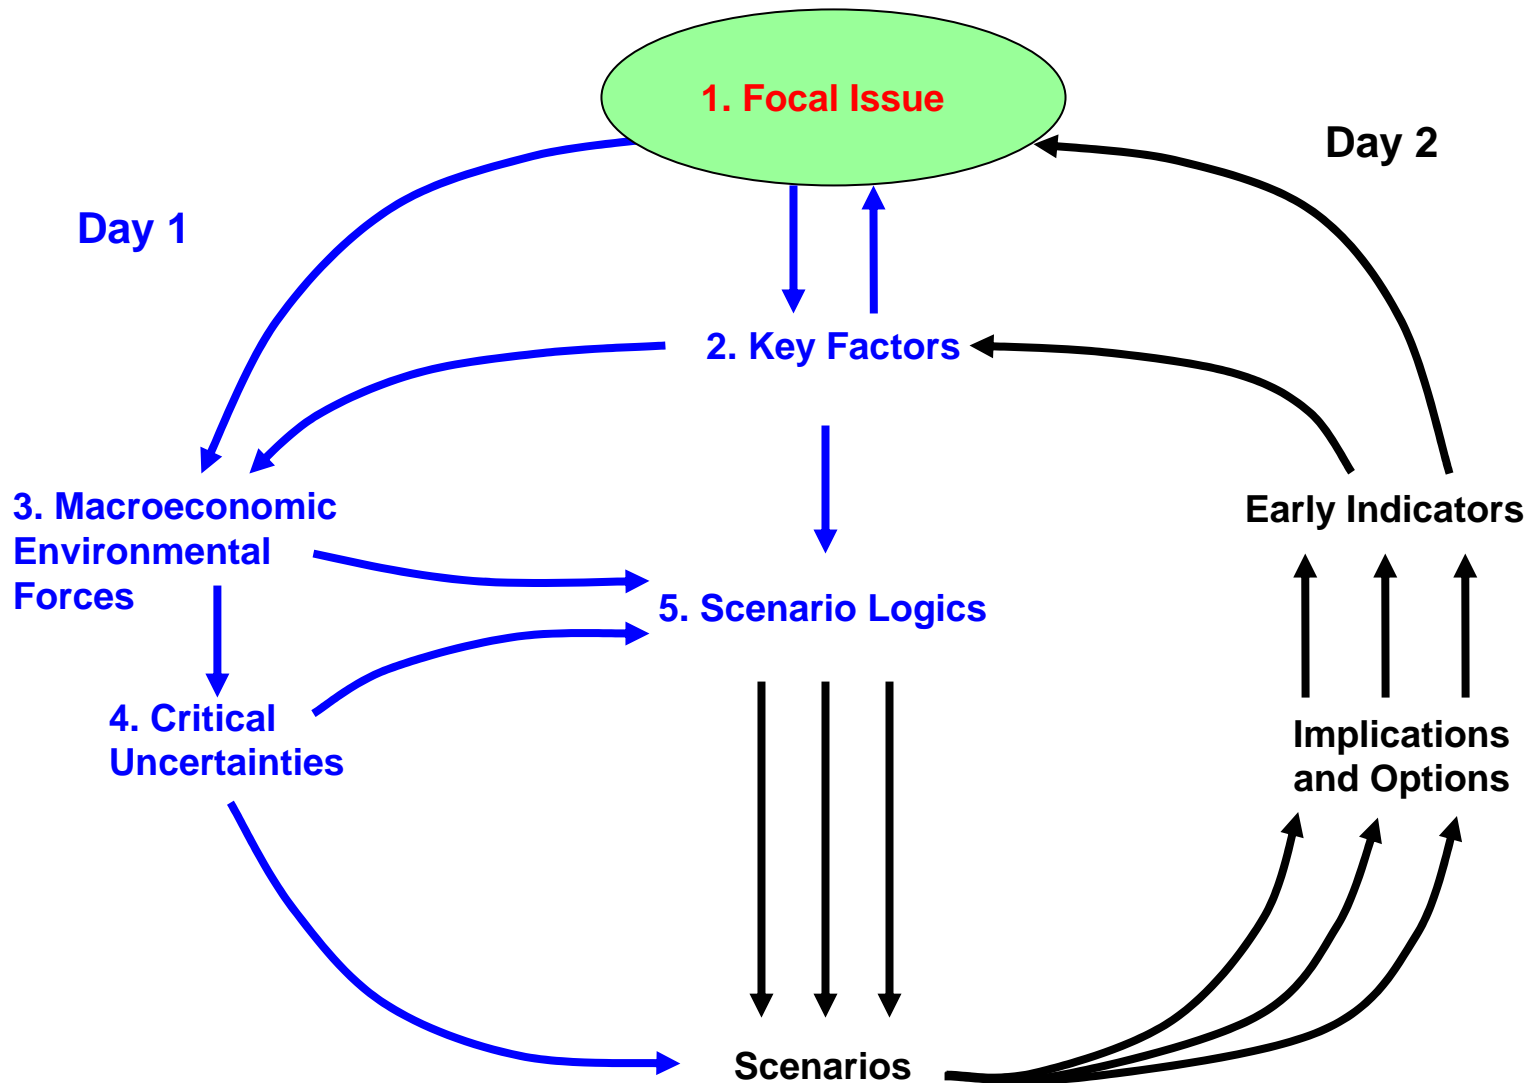 1. Focal Issue
Day 2
Day 1
2. Key Factors
3. Macroeconomic
Environmental
Forces
Early Indicators
5. Scenario Logics
4. Critical
Uncertainties
Implications
and Options
Scenarios